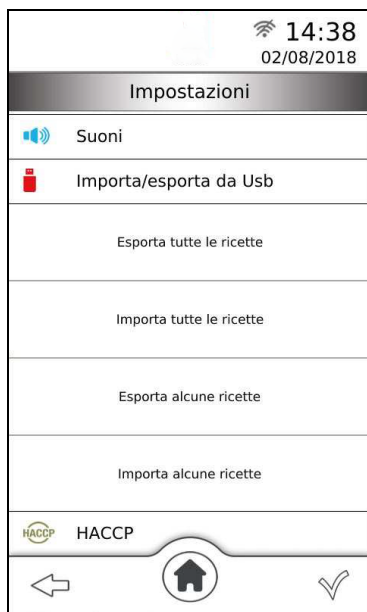 14:38
02/08/2018
Impostazioni
Suoni
Importa/esporta da Usb
Esporta tutte le ricette
Importa tutte le ricette
Esporta alcune ricette
Importa alcune ricette
HACCP HACCP